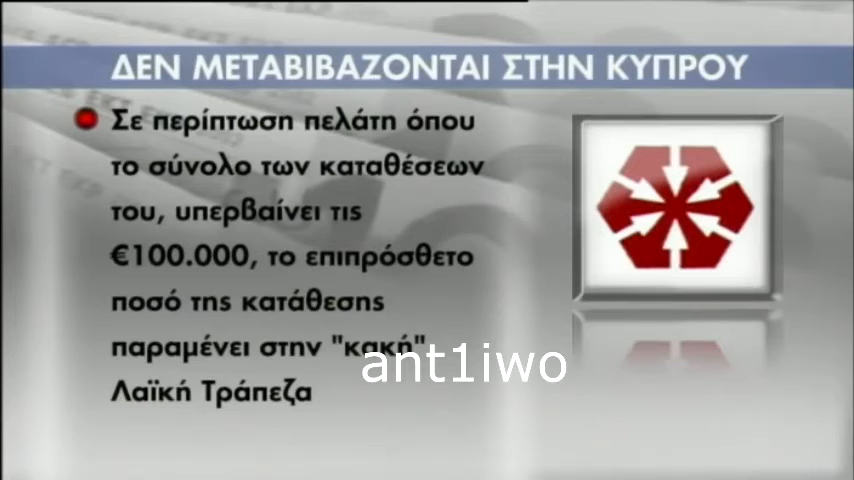 ΔΕΝ ΜΕΤΑΒΙΒΑΖΟΝΤΑΙ ΣΤΗΝ ΚΥΠΡΟΥ
Σε περίπτωση πελάτη όπου
το σύνολο των καταθέσεων
του, υπερβαίνει τις
€100.000, το επιπρόσθετο
ποσό της κατάθεσης
παραμένει στην "κακή"
ant1iwo
Λαϊκή Τράπεζα